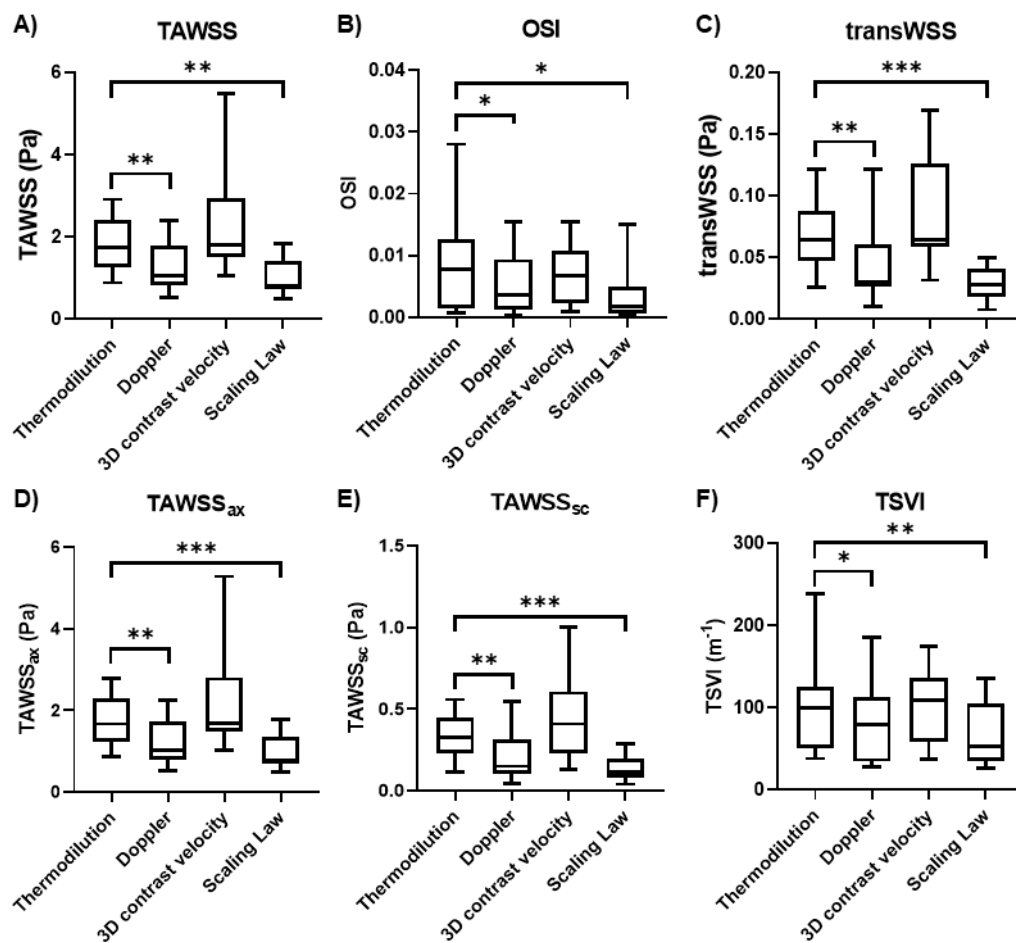 A) TAWSS
TAWSS (Pa)
6
4
2
0
**
**
Thermodilution
Doppler
3D contrast velocity
Scaling Law
B) OSI
OSI
0.04
0.03
0.02
0.01
0.00
*
*
Thermodilution
Doppler
3D contrast velocity
Scaling Law
C) transWSS
transWSS (Pa)
0.20
0.15
0.10
0.05
0.00
***
**
Thermodilution
Doppler
3D contrast velocity
Scaling Law
D) TAWSSax
TAWSSax (Pa)
6
4
2
0
***
**
Thermodilution
Doppler
3D contrast velocity
Scaling Law
E) TAWSSsc
TAWSSsc (Pa)
1.5
1.0
0.5
0.0
***
**
Thermodilution
Doppler
3D contrast velocity
Scaling Law
F) TSVI
TSVI (m⁻¹)
300
200
100
0
**
*
Thermodilution
Doppler
3D contrast velocity
Scaling Law